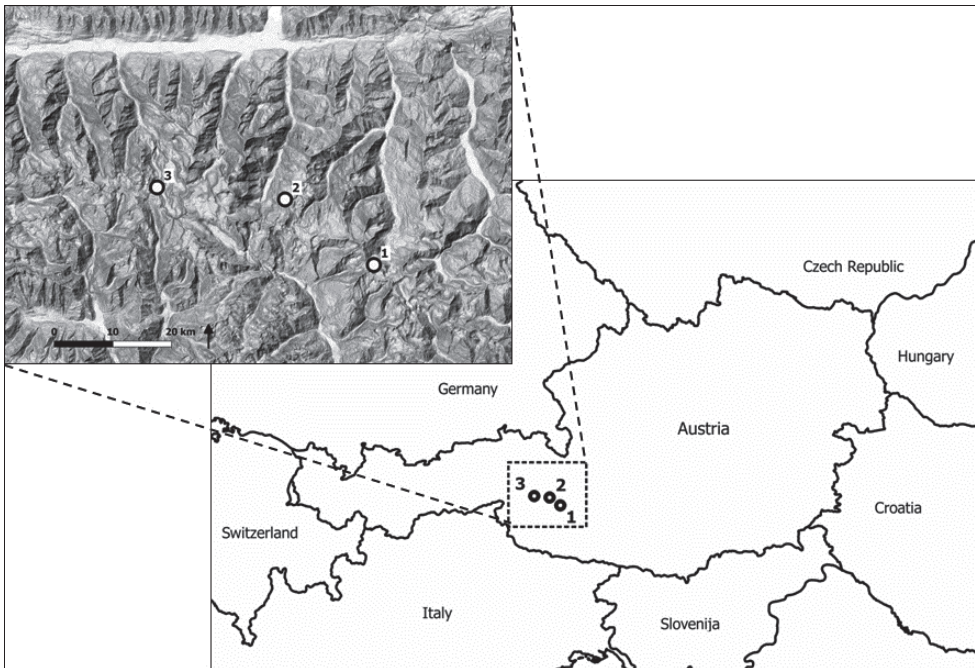 3
2
1
0 10 20 km
Czech Republic
Hungary
Germany
Austria
3 2
1
Croatia
Switzerland
Italy
Slovenija